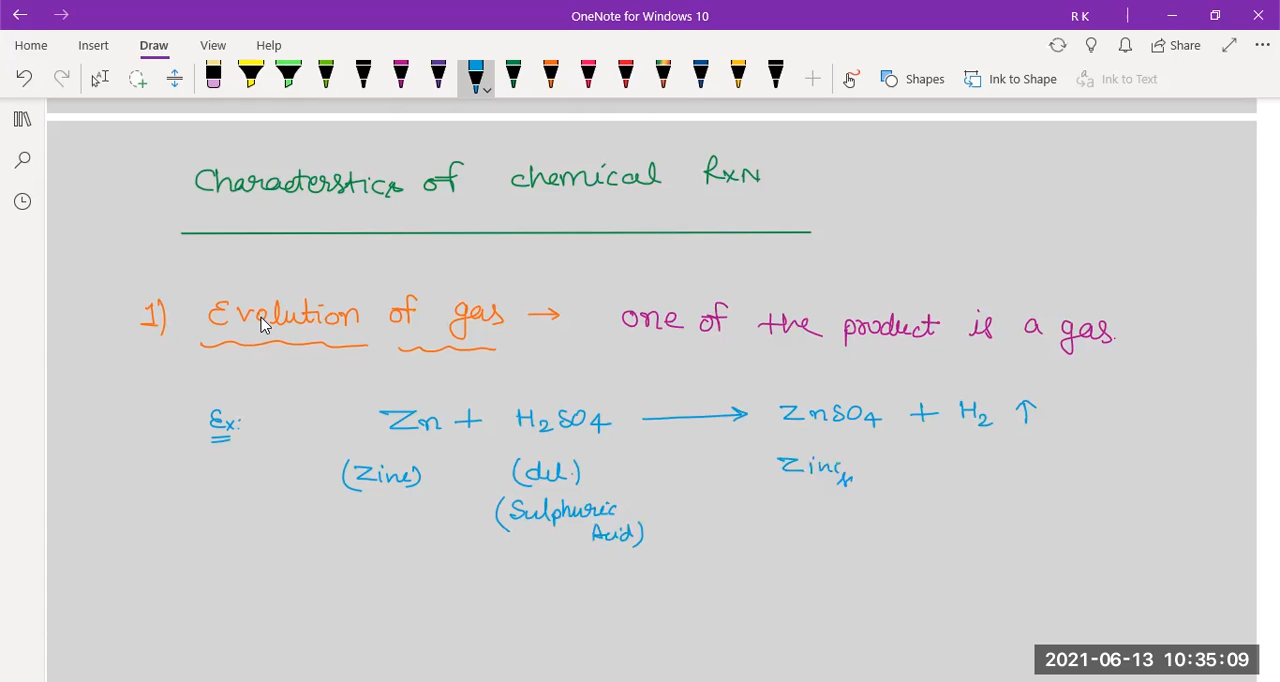 OneNote for Windows 10
R K
Home Insert Draw View Help
Share
Shapes Ink to Shape Ink to Text
Characterstics of chemical RxN
1) Evolution of gas → one of the product is a gas.
Ex: Zn + H2SO4 → ZnSO4 + H2 ↑
(Zinc) (dil.) Zinc
(Sulphuric
Acid)
2021-06-13 10:35:09